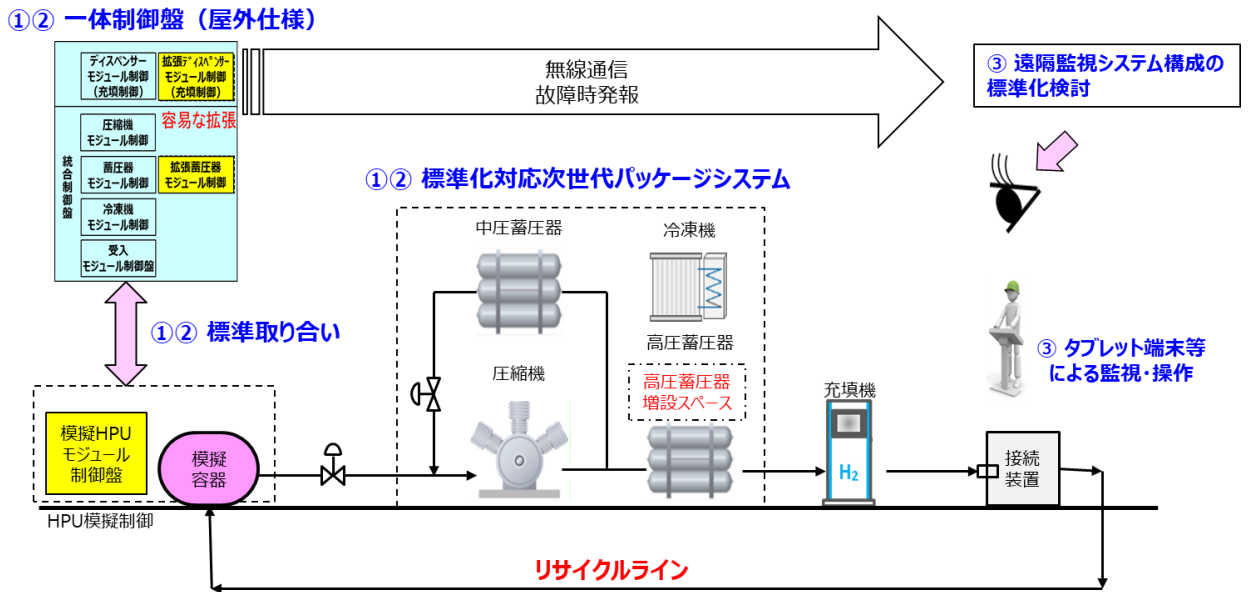 ①② 一体制御盤（屋外仕様）
ディスペンサー
モジュール制御
（充填制御）
拡張ディスペンサー
モジュール制御
（充填制御）
容易な拡張
統合制御盤
圧縮機
モジュール制御
蓄圧器
モジュール制御
拡張蓄圧器
モジュール制御
冷凍機
モジュール制御
受入
モジュール制御盤
無線通信
故障時発報
③ 遠隔監視システム構成の
標準化検討
①② 標準化対応次世代パッケージシステム
①② 標準取り合い
中圧蓄圧器
冷凍機
高圧蓄圧器
圧縮機
高圧蓄圧器
増設スペース
③ タブレット端末等
による監視・操作
充填機
H2
接続
装置
模擬HPU
モジュール
制御盤
模擬
容器
HPU模擬制御
リサイクルライン